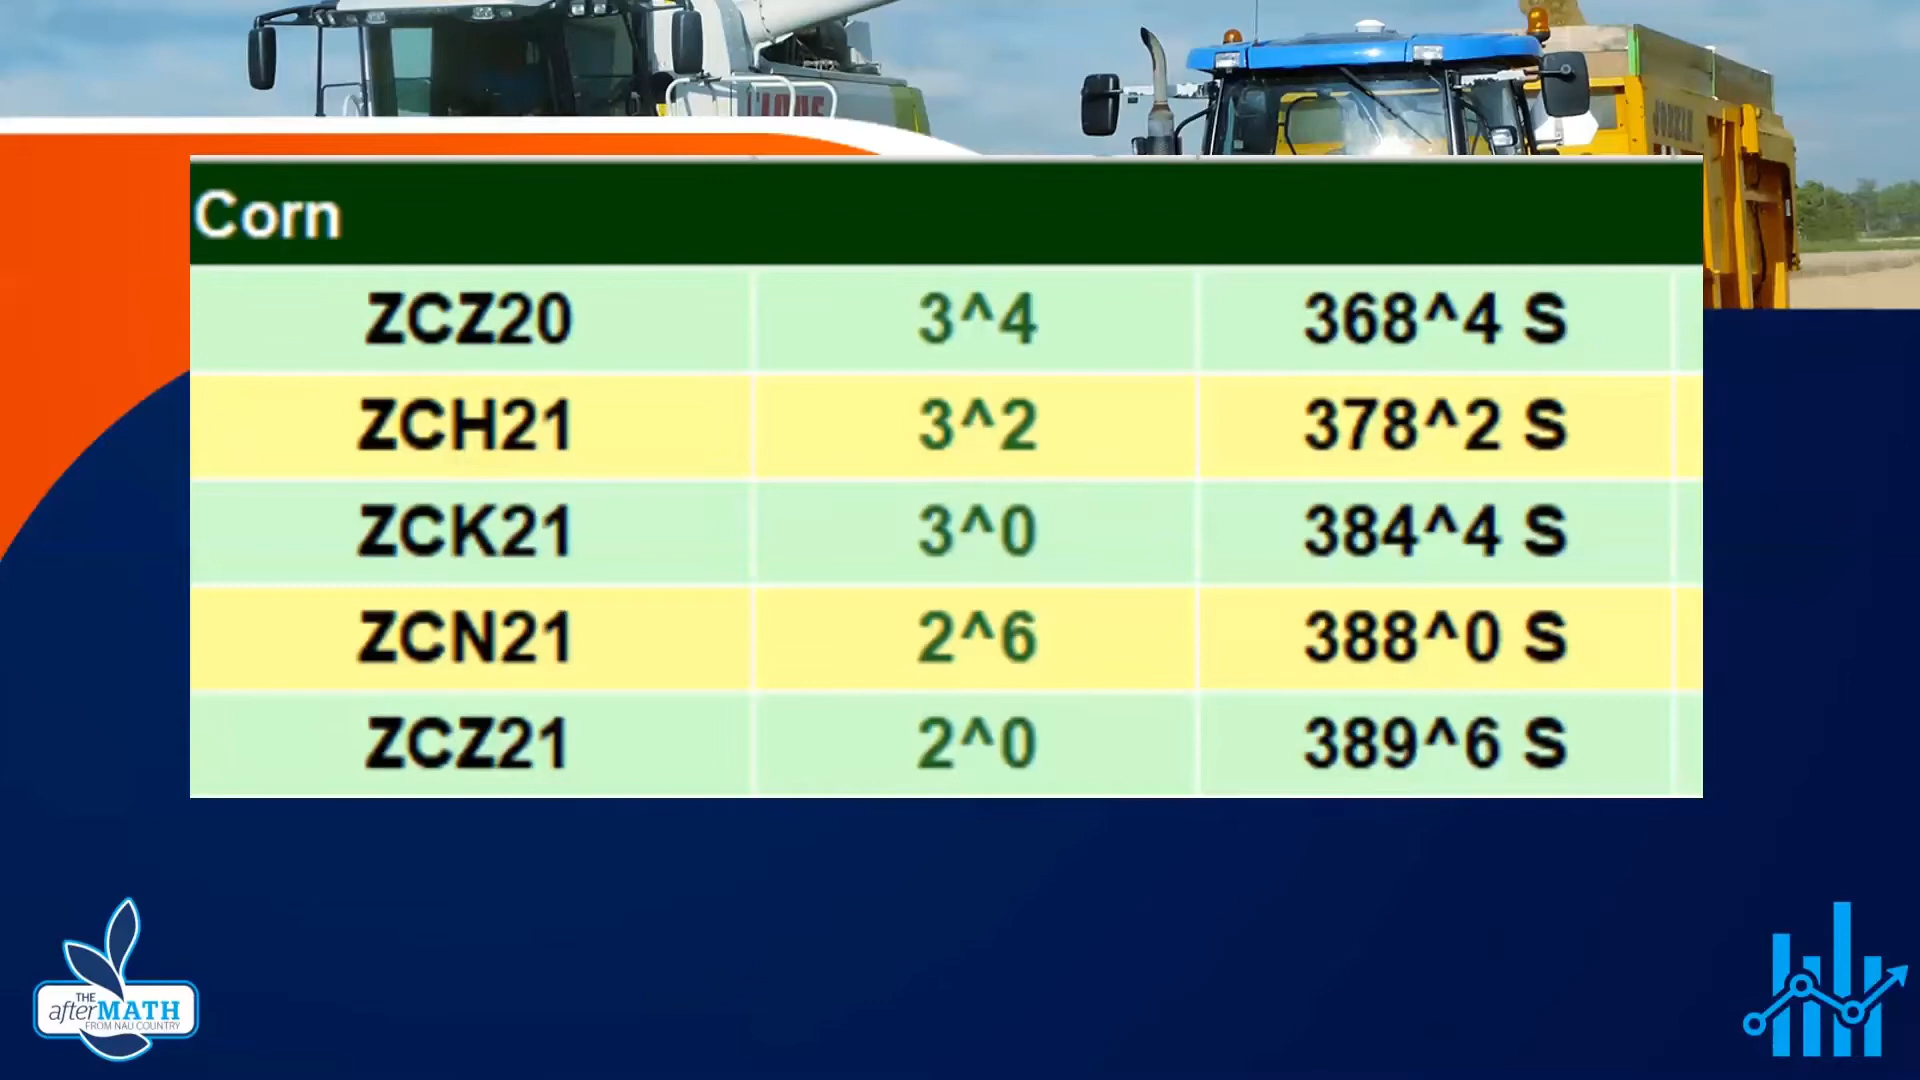 Corn
ZCZ20 3^4 368^4 S
ZCH21 3^2 378^2 S
ZCK21 3^0 384^4 S
ZCN21 2^6 388^0 S
ZCZ21 2^0 389^6 S
THE
afterMATH
FROM NAU COUNTRY